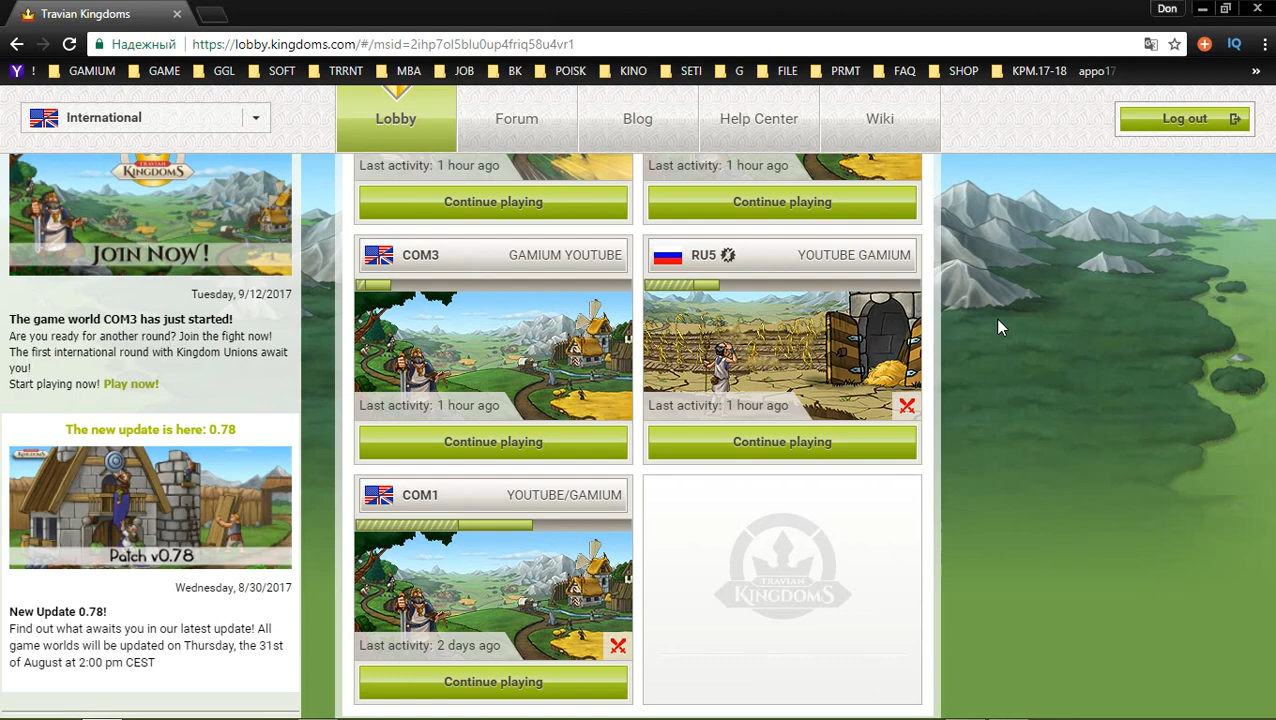 Travian Kingdoms
Don
Надежный
https://lobby.kingdoms.com/#/msid=2ihp7ol5blu0up4friq58u4vr1
! GAMIUM GAME GGL SOFT TRRNT MBA JOB BK POISK KINO SETI G FILE PRMT FAQ SHOP KPM.17-18 appo17 »
International
Lobby Forum Blog Help Center Wiki
Log out
TRAVIAN
KINGDOMS
JOIN NOW!
Tuesday, 9/12/2017
The game world COM3 has just started!
Are you ready for another round? Join the fight now!
The first international round with Kingdom Unions await
you!
Start playing now! Play now!
The new update is here: 0.78
Patch v0.78
Wednesday, 8/30/2017
New Update 0.78!
Find out what awaits you in our latest update! All
game worlds will be updated on Thursday, the 31st
of August at 2:00 pm CEST
Last activity: 1 hour ago
Continue playing
Last activity: 1 hour ago
Continue playing
COM3 GAMIUM YOUTUBE
Last activity: 1 hour ago
Continue playing
RU5 YOUTUBE GAMIUM
Last activity: 1 hour ago
Continue playing
COM1 YOUTUBE/GAMIUM
Last activity: 2 days ago
Continue playing
TRAVIAN
KINGDOMS